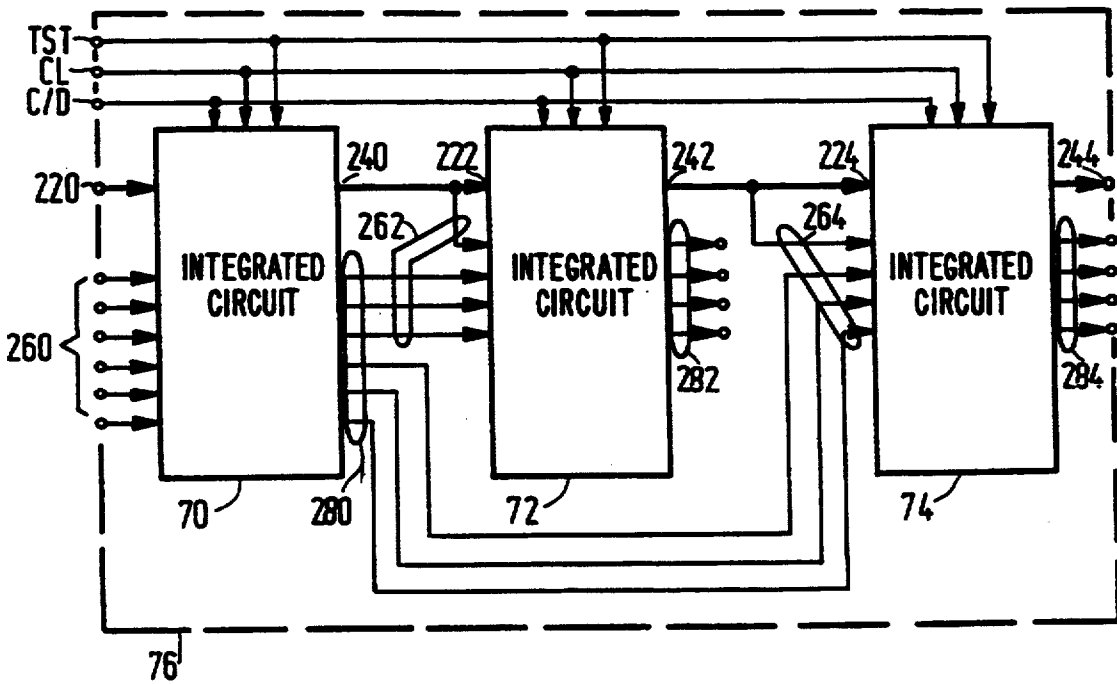 TST
CL
C/D
220
240
222
242
224
244
262
264
INTEGRATED
CIRCUIT
INTEGRATED
CIRCUIT
INTEGRATED
CIRCUIT
260
282
284
70
280
72
74
76